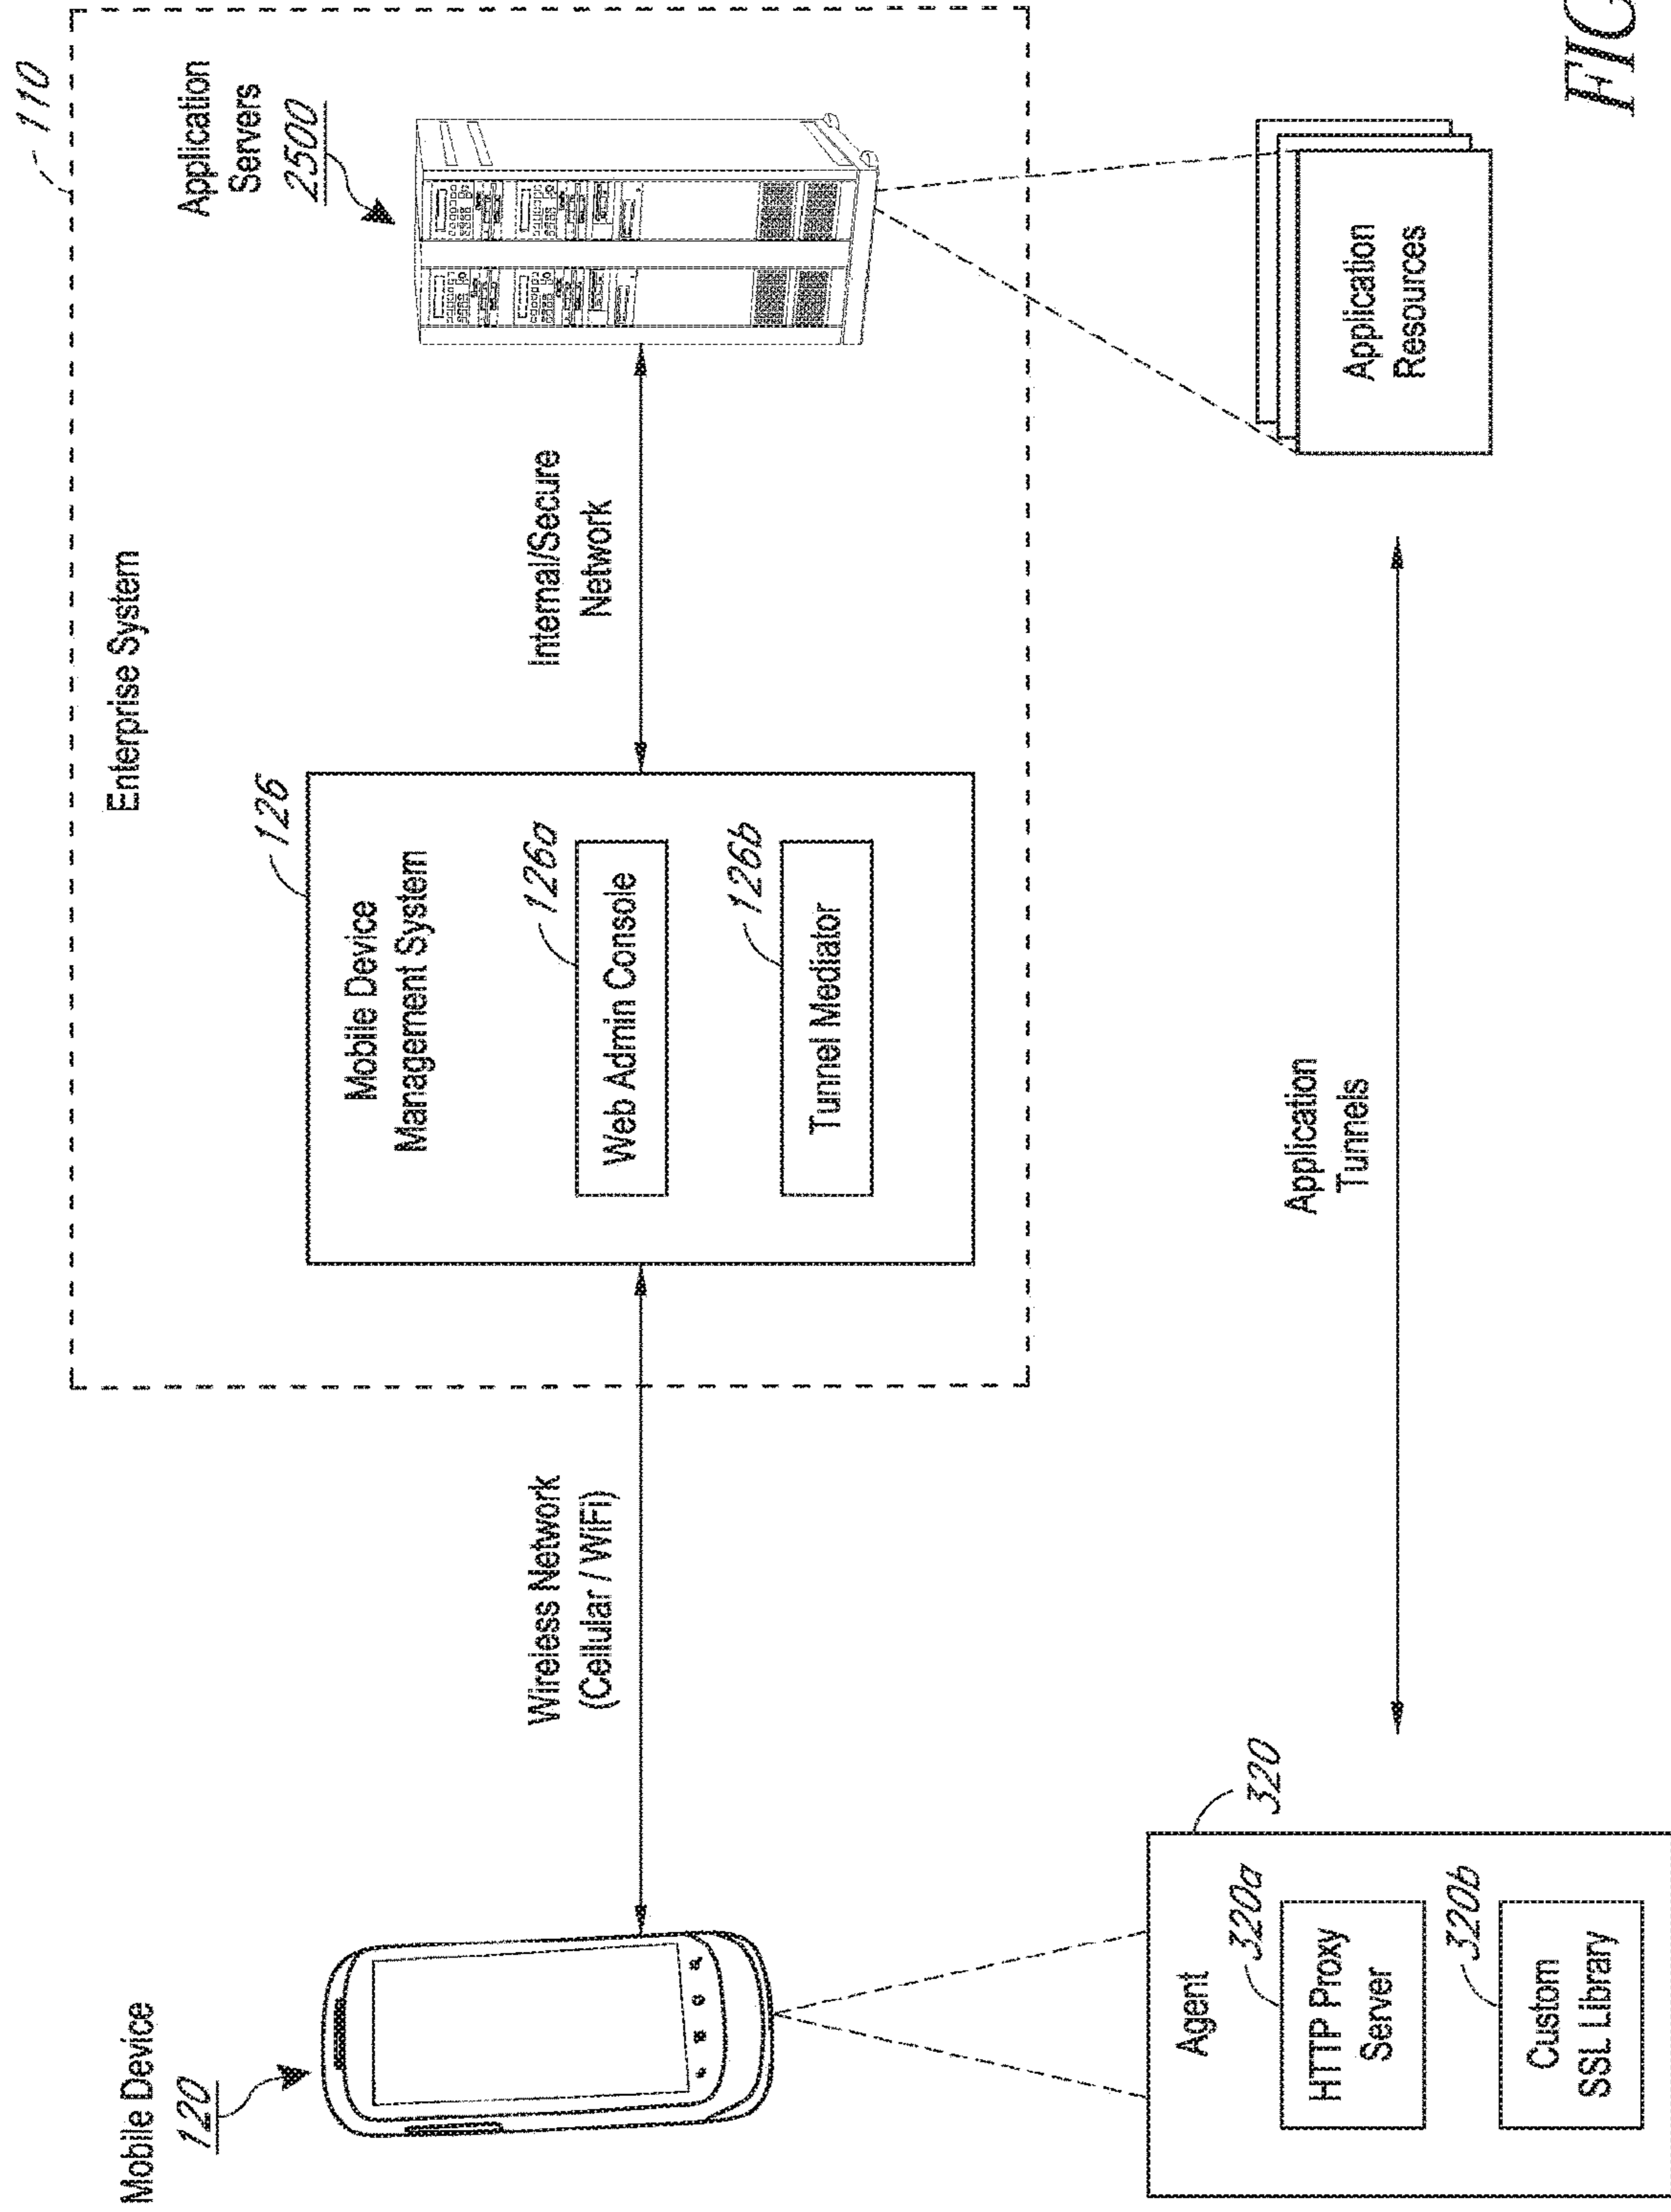 110
Enterprise System
Application
Servers
2500
Mobile Device
120
126
Mobile Device
Management System
126a
Web Admin Console
126b
Tunnel Mediator
Wireless Network
(Cellular / WiFi)
Internal/Secure
Network
320
Agent
320a
HTTP Proxy
Server
320b
Custom
SSL Library
Application
Tunnels
Application
Resources
FIG